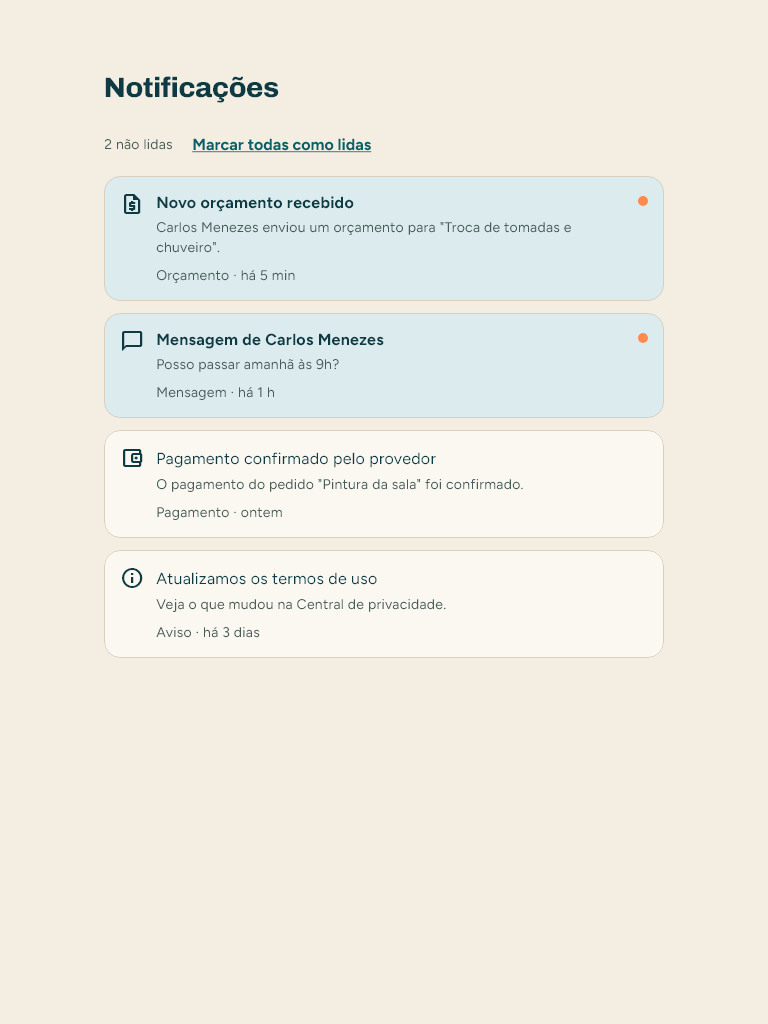 Notificações
2 não lidas Marcar todas como lidas
Novo orçamento recebido
Carlos Menezes enviou um orçamento para "Troca de tomadas e
chuveiro".
Orçamento · há 5 min
Mensagem de Carlos Menezes
Posso passar amanhã às 9h?
Mensagem · há 1 h
Pagamento confirmado pelo provedor
O pagamento do pedido "Pintura da sala" foi confirmado.
Pagamento · ontem
Atualizamos os termos de uso
Veja o que mudou na Central de privacidade.
Aviso · há 3 dias